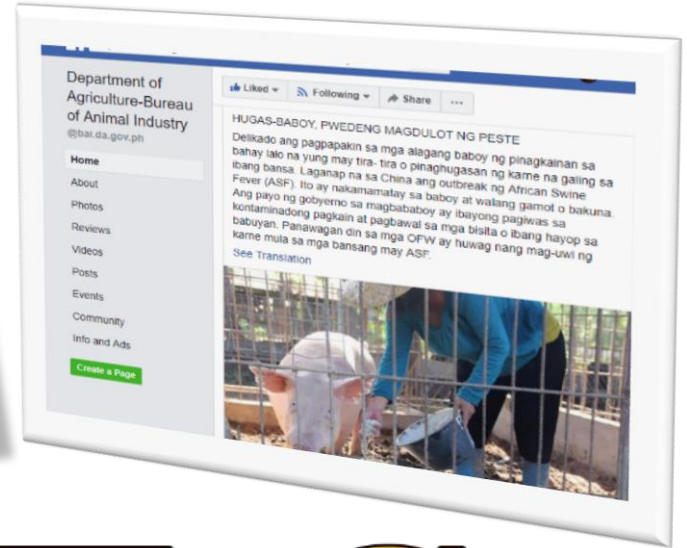 Department of
Agriculture-Bureau
of Animal Industry
@bai.da.gov.ph
Home
About
Photos
Reviews
Videos
Posts
Events
Community
Info and Ads
Create a Page
Liked
Following
Share
HUGAS-BABOY, PWEDENG MAGDULOT NG PESTE
Delikado ang pagpapakin sa mga alagang baboy ng pinagkainan sa
bahay lalo na yung may tira- tira o pinaghugasan ng karne na galing sa
ibang bansa. Laganap na sa China ang outbreak ng African Swine
Fever (ASF). Ito ay nakamamatay sa baboy at walang gamot o bakuna.
Ang payo ng gobyerno sa magbababoy ay ibayong pagiwas sa
kontaminadong pagkain at pagbawal sa mga bisita o ibang hayop sa
babuyan. Panawagan din sa mga OFW ay huwag nang mag-uwi ng
karne mula sa mga bansang may ASF.
See Translation